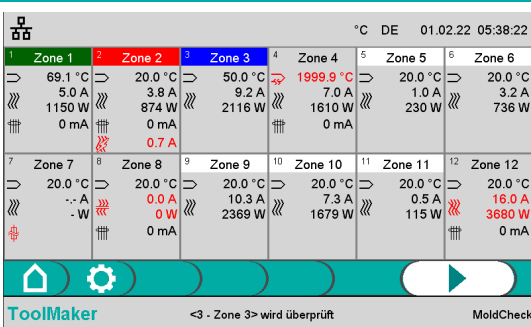 °C DE 01.02.22 05:38:22
1 Zone 1 2 Zone 2 3 Zone 3 4 Zone 4 5 Zone 5 6 Zone 6
69.1 °C 20.0 °C 50.0 °C 1999.9 °C 20.0 °C 20.0 °C
5.0 A 3.8 A 9.2 A 7.0 A 1.0 A 3.2 A
1150 W 874 W 2116 W 1610 W 230 W 736 W
0 mA 0 mA 0 mA
0.7 A
7 Zone 7 8 Zone 8 9 Zone 9 10 Zone 10 11 Zone 11 12 Zone 12
20.0 °C 20.0 °C 20.0 °C 20.0 °C 20.0 °C 20.0 °C
-.- A 0.0 A 10.3 A 7.3 A 0.5 A 16.0 A
- W 0 W 2369 W 1679 W 115 W 3680 W
0 mA 0 mA
ToolMaker <3 - Zone 3> wird überprüft MoldCheck